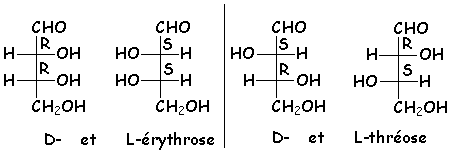 CHO CHO CHO CHO
R S S R
H OH HO H HO H H OH
R S R S
H OH HO H H OH HO H
CH2OH CH2OH CH2OH CH2OH
D- et L-érythrose D- et L-thréose